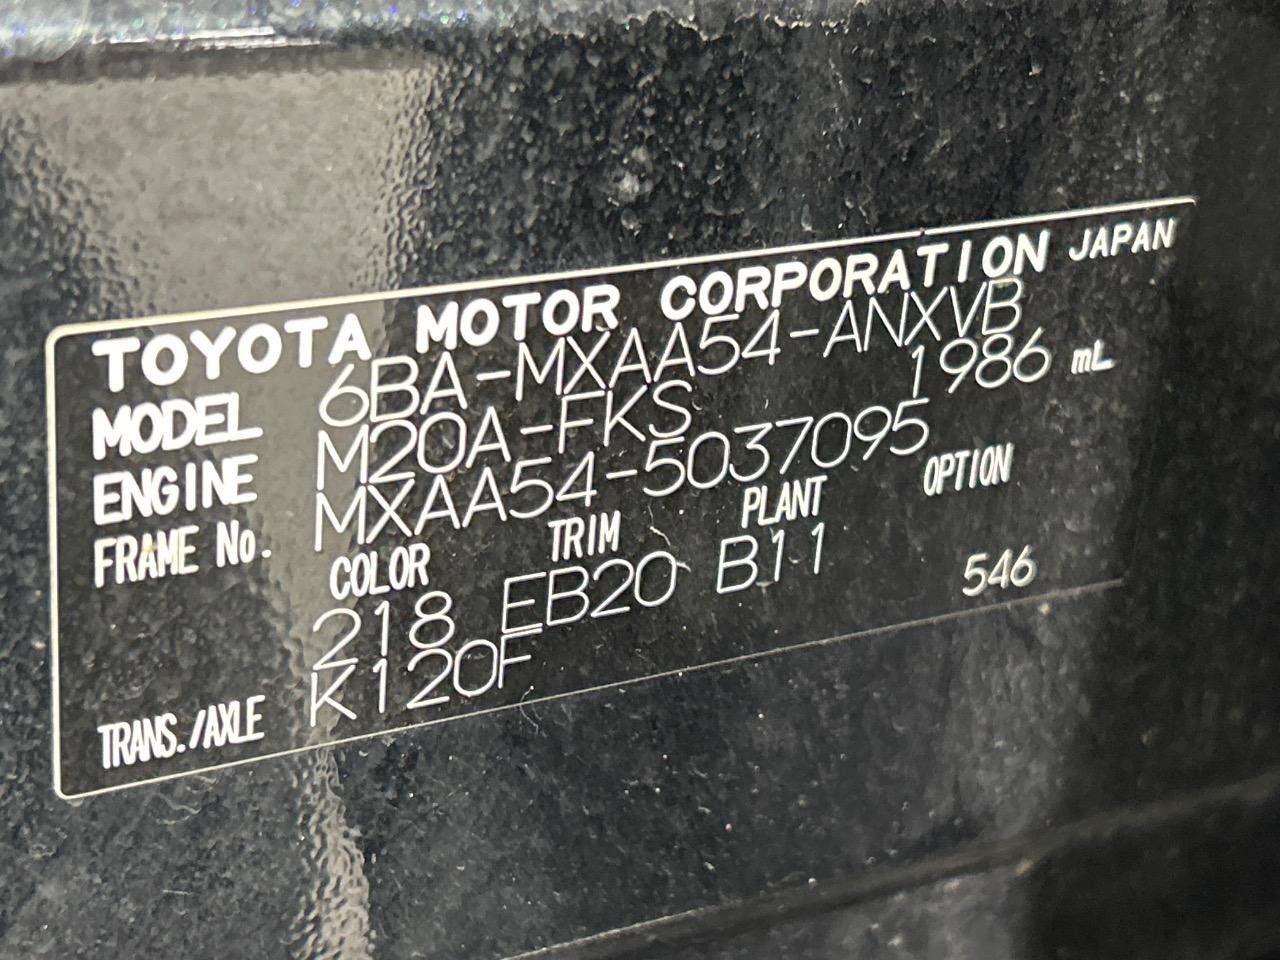 TOYOTA MOTOR CORPORATION JAPAN
MODEL 6BA-MXAA54-ANXVB
ENGINE M20A-FKS 1986 mL
FRAME No. MXAA54-5037095
COLOR TRIM PLANT OPTION
218 EB20 B11 546
TRANS./AXLE K120F